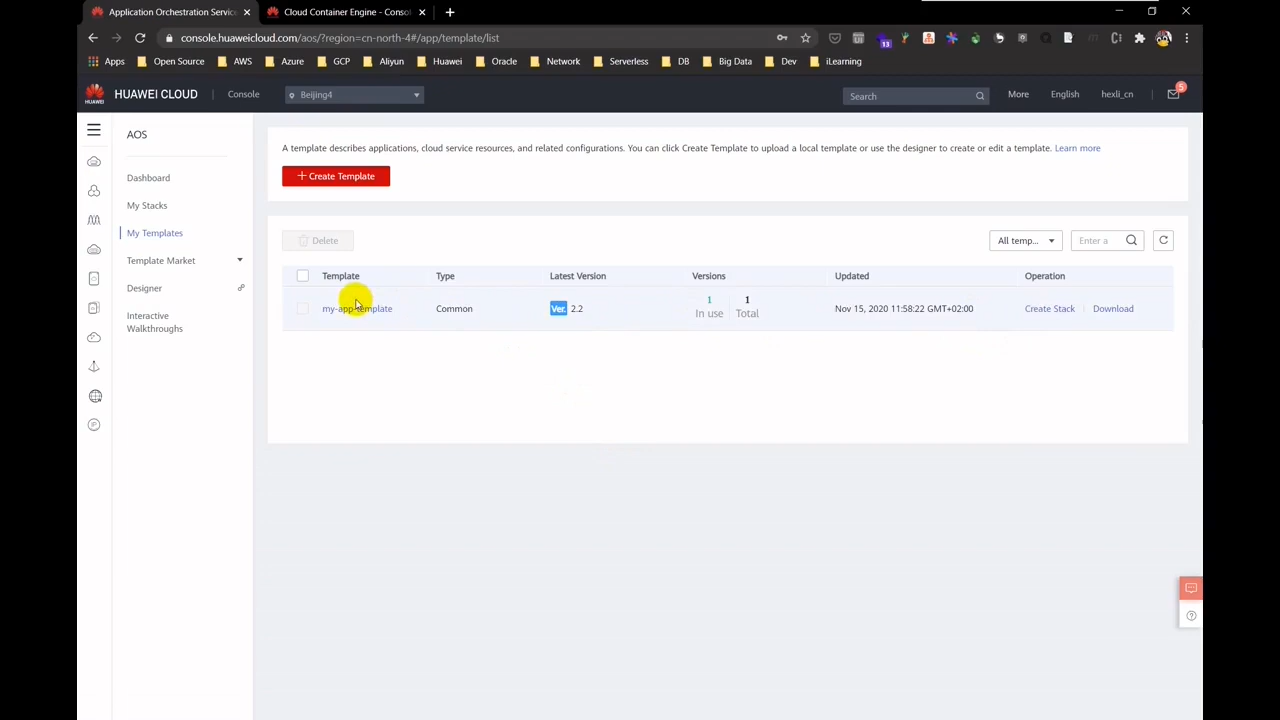 Application Orchestration Service
Cloud Container Engine - Consol
console.huaweicloud.com/aos/?region=cn-north-4#/app/template/list
13
Apps Open Source AWS Azure GCP Aliyun Huawei Oracle Network Serverless DB Big Data Dev iLearning
HUAWEI
HUAWEI CLOUD | Console Beijing4 Search More English hexli_cn 5
AOS
Dashboard
My Stacks
My Templates
Template Market
Designer
Interactive
Walkthroughs
A template describes applications, cloud service resources, and related configurations. You can click Create Template to upload a local template or use the designer to create or edit a template. Learn more
+ Create Template
Delete All temp... Enter a
Template Type Latest Version Versions Updated Operation
my-app-template Common Ver. 2.2 1 In use 1 Total Nov 15, 2020 11:58:22 GMT+02:00 Create Stack Download